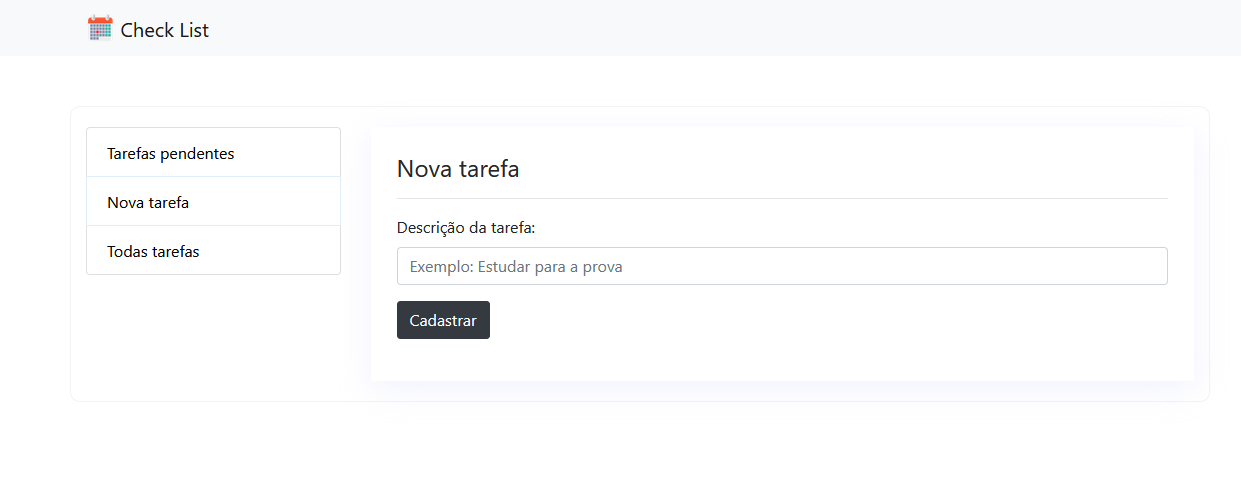 Check List
Tarefas pendentes
Nova tarefa
Todas tarefas
Nova tarefa
Descrição da tarefa:
Exemplo: Estudar para a prova
Cadastrar